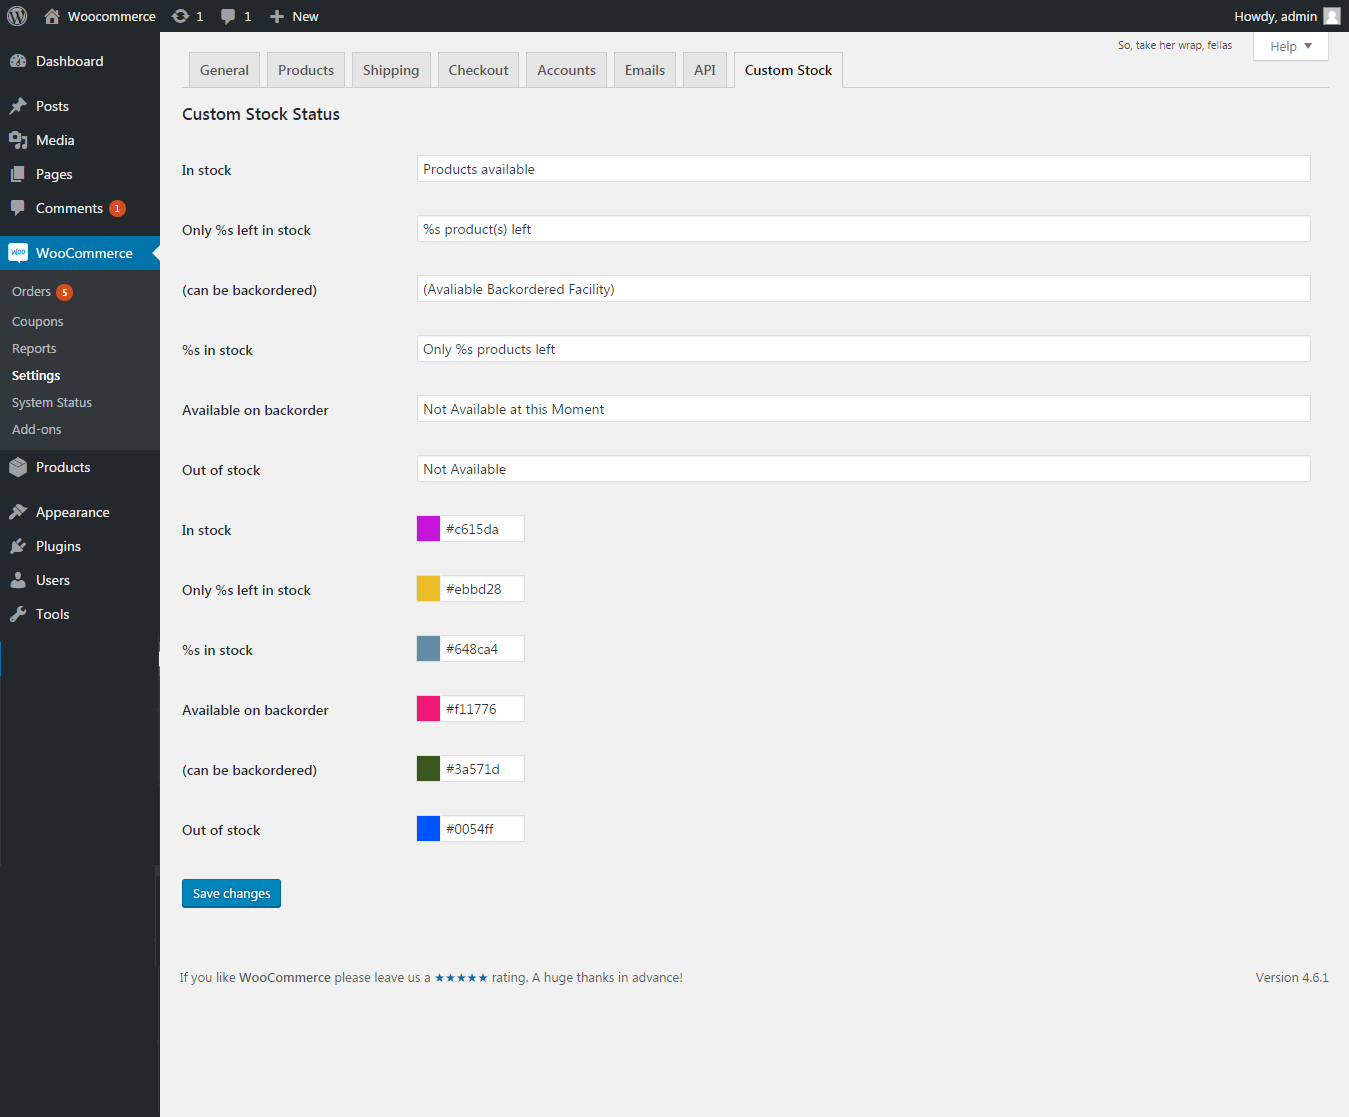 Woocommerce 1 1 New Howdy, admin
So, take her wrap, fellas Help
Dashboard
Posts
Media
Pages
Comments 1
WooCommerce
Orders 5
Coupons
Reports
Settings
System Status
Add-ons
Products
Appearance
Plugins
Users
Tools
General Products Shipping Checkout Accounts Emails API Custom Stock
Custom Stock Status
In stock Products available
Only %s left in stock %s product(s) left
(can be backordered) (Avaliable Backordered Facility)
%s in stock Only %s products left
Available on backorder Not Available at this Moment
Out of stock Not Available
In stock #c615da
Only %s left in stock #ebbd28
%s in stock #648ca4
Available on backorder #f11776
(can be backordered) #3a571d
Out of stock #0054ff
Save changes
If you like WooCommerce please leave us a ★★★★★ rating. A huge thanks in advance! Version 4.6.1